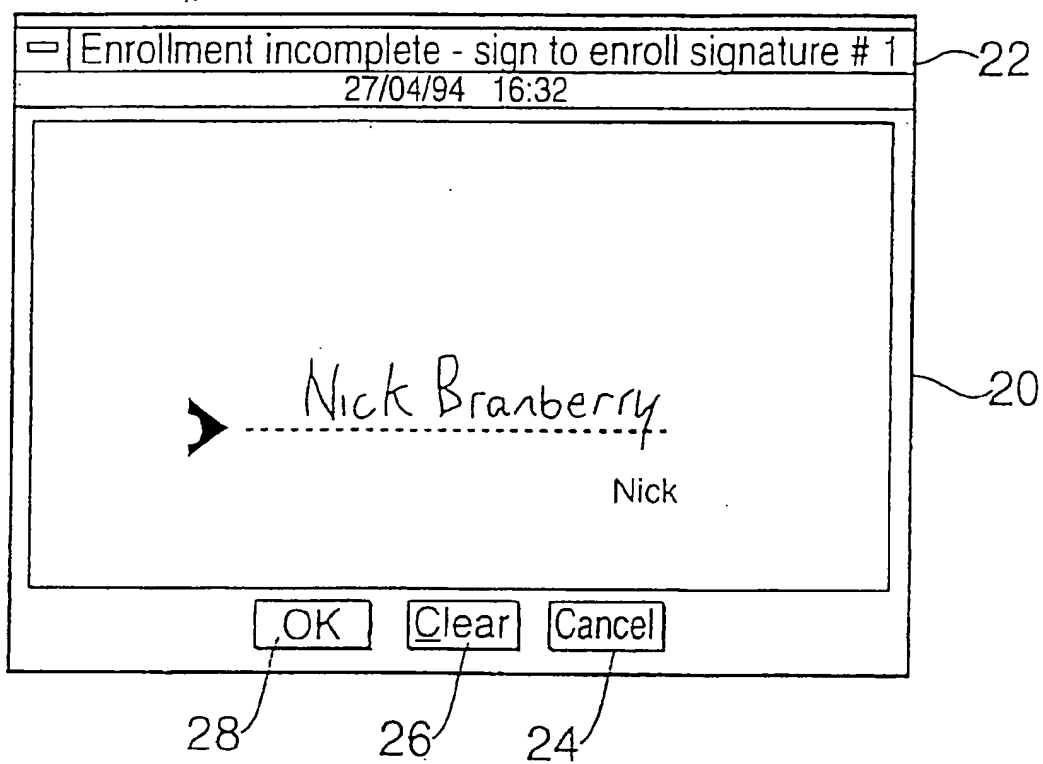 Enrollment incomplete - sign to enroll signature # 1
22
27/04/94 16:32
Nick Branberry
20
Nick
OK Clear Cancel
28 26 24